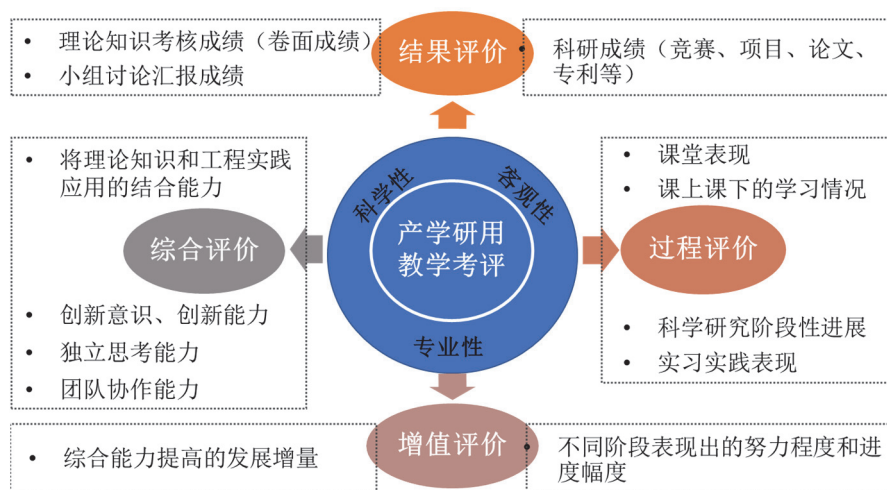 • 理论知识考核成绩（卷面成绩）
• 小组讨论汇报成绩
结果评价
• 科研成绩（竞赛、项目、论文、
专利等）
• 将理论知识和工程实践
应用的结合能力
综合评价
• 创新意识、创新能力
• 独立思考能力
• 团队协作能力
科学性
客观性
产学研用
教学考评
专业性
• 课堂表现
• 课上课下的学习情况
过程评价
• 科学研究阶段性进展
• 实习实践表现
• 综合能力提高的发展增量
增值评价
• 不同阶段表现出的努力程度和进
度幅度